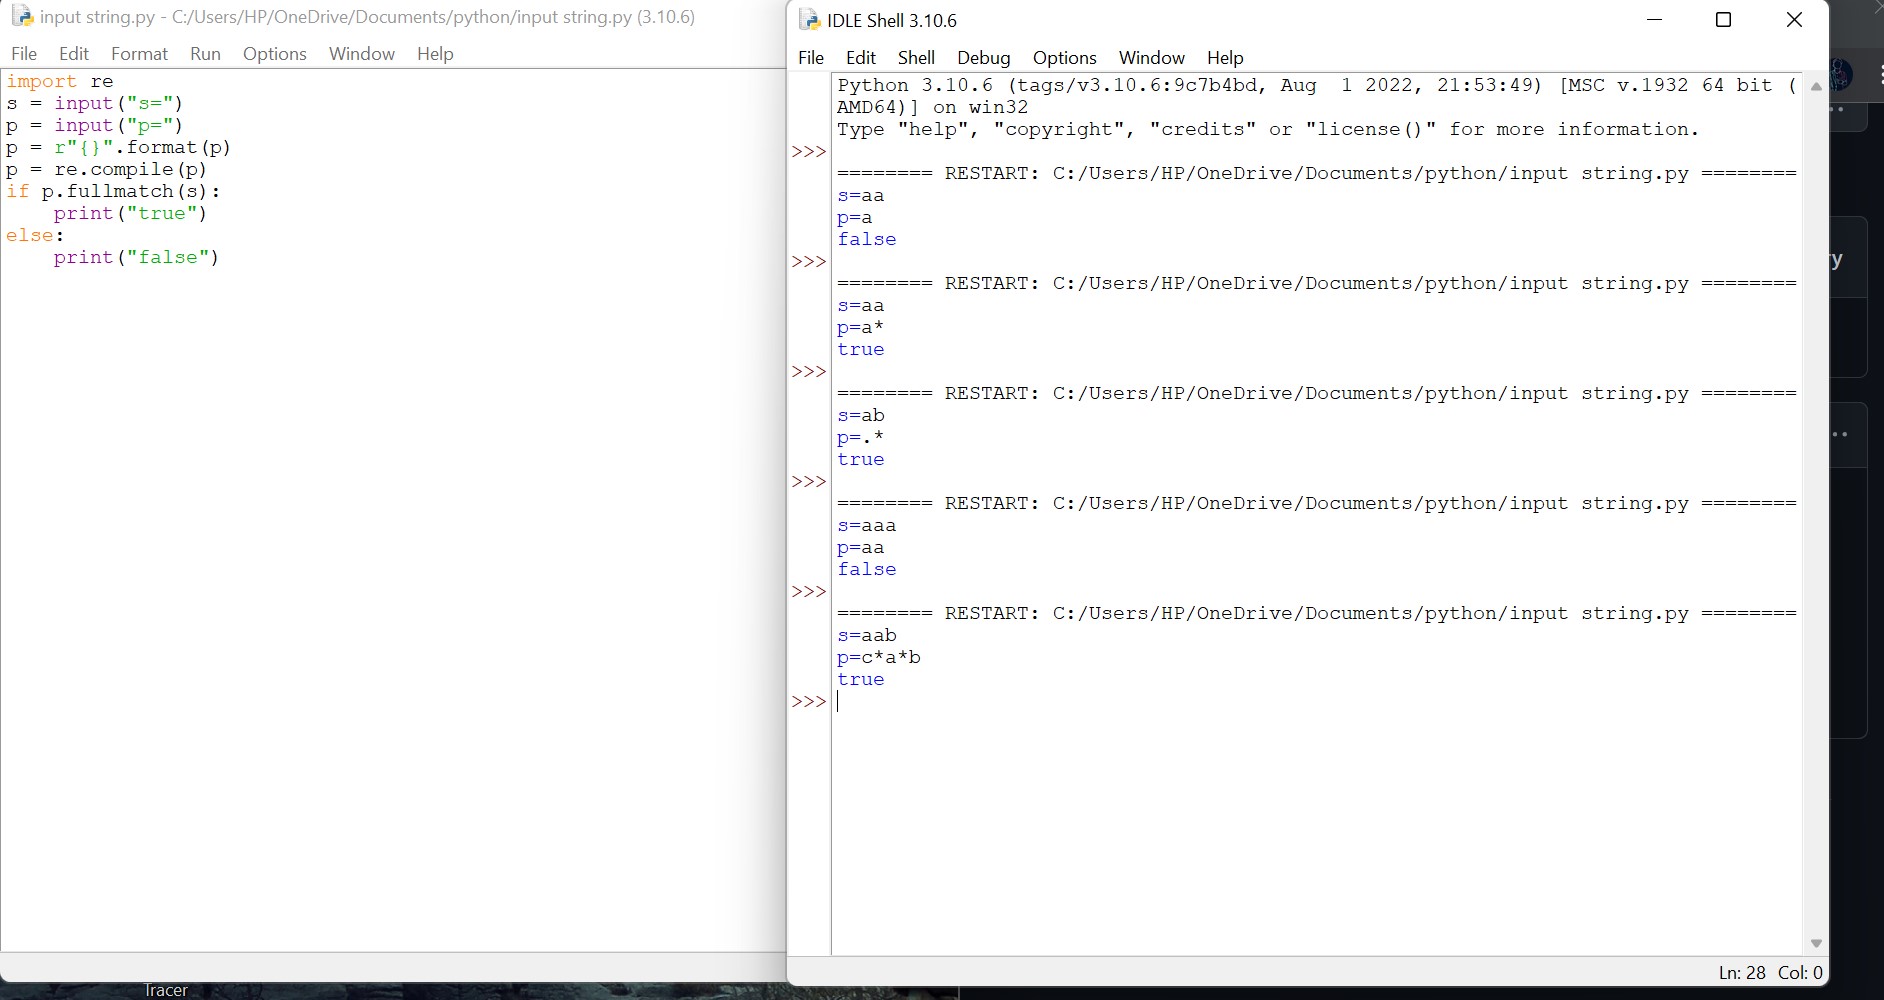 input string.py - C:/Users/HP/OneDrive/Documents/python/input string.py (3.10.6)
File Edit Format Run Options Window Help
import re
s = input("s=")
p = input("p=")
p = r"{}".format(p)
p = re.compile(p)
if p.fullmatch(s):
    print("true")
else:
    print("false")
IDLE Shell 3.10.6
File Edit Shell Debug Options Window Help
Python 3.10.6 (tags/v3.10.6:9c7b4bd, Aug  1 2022, 21:53:49) [MSC v.1932 64 bit (
AMD64)] on win32
Type "help", "copyright", "credits" or "license()" for more information.
>>>
======== RESTART: C:/Users/HP/OneDrive/Documents/python/input string.py ========
s=aa
p=a
false
>>>
======== RESTART: C:/Users/HP/OneDrive/Documents/python/input string.py ========
s=aa
p=a*
true
>>>
======== RESTART: C:/Users/HP/OneDrive/Documents/python/input string.py ========
s=ab
p=.*
true
>>>
======== RESTART: C:/Users/HP/OneDrive/Documents/python/input string.py ========
s=aaa
p=aa
false
>>>
======== RESTART: C:/Users/HP/OneDrive/Documents/python/input string.py ========
s=aab
p=c*a*b
true
>>>
Ln: 28 Col: 0
ry
Tracer